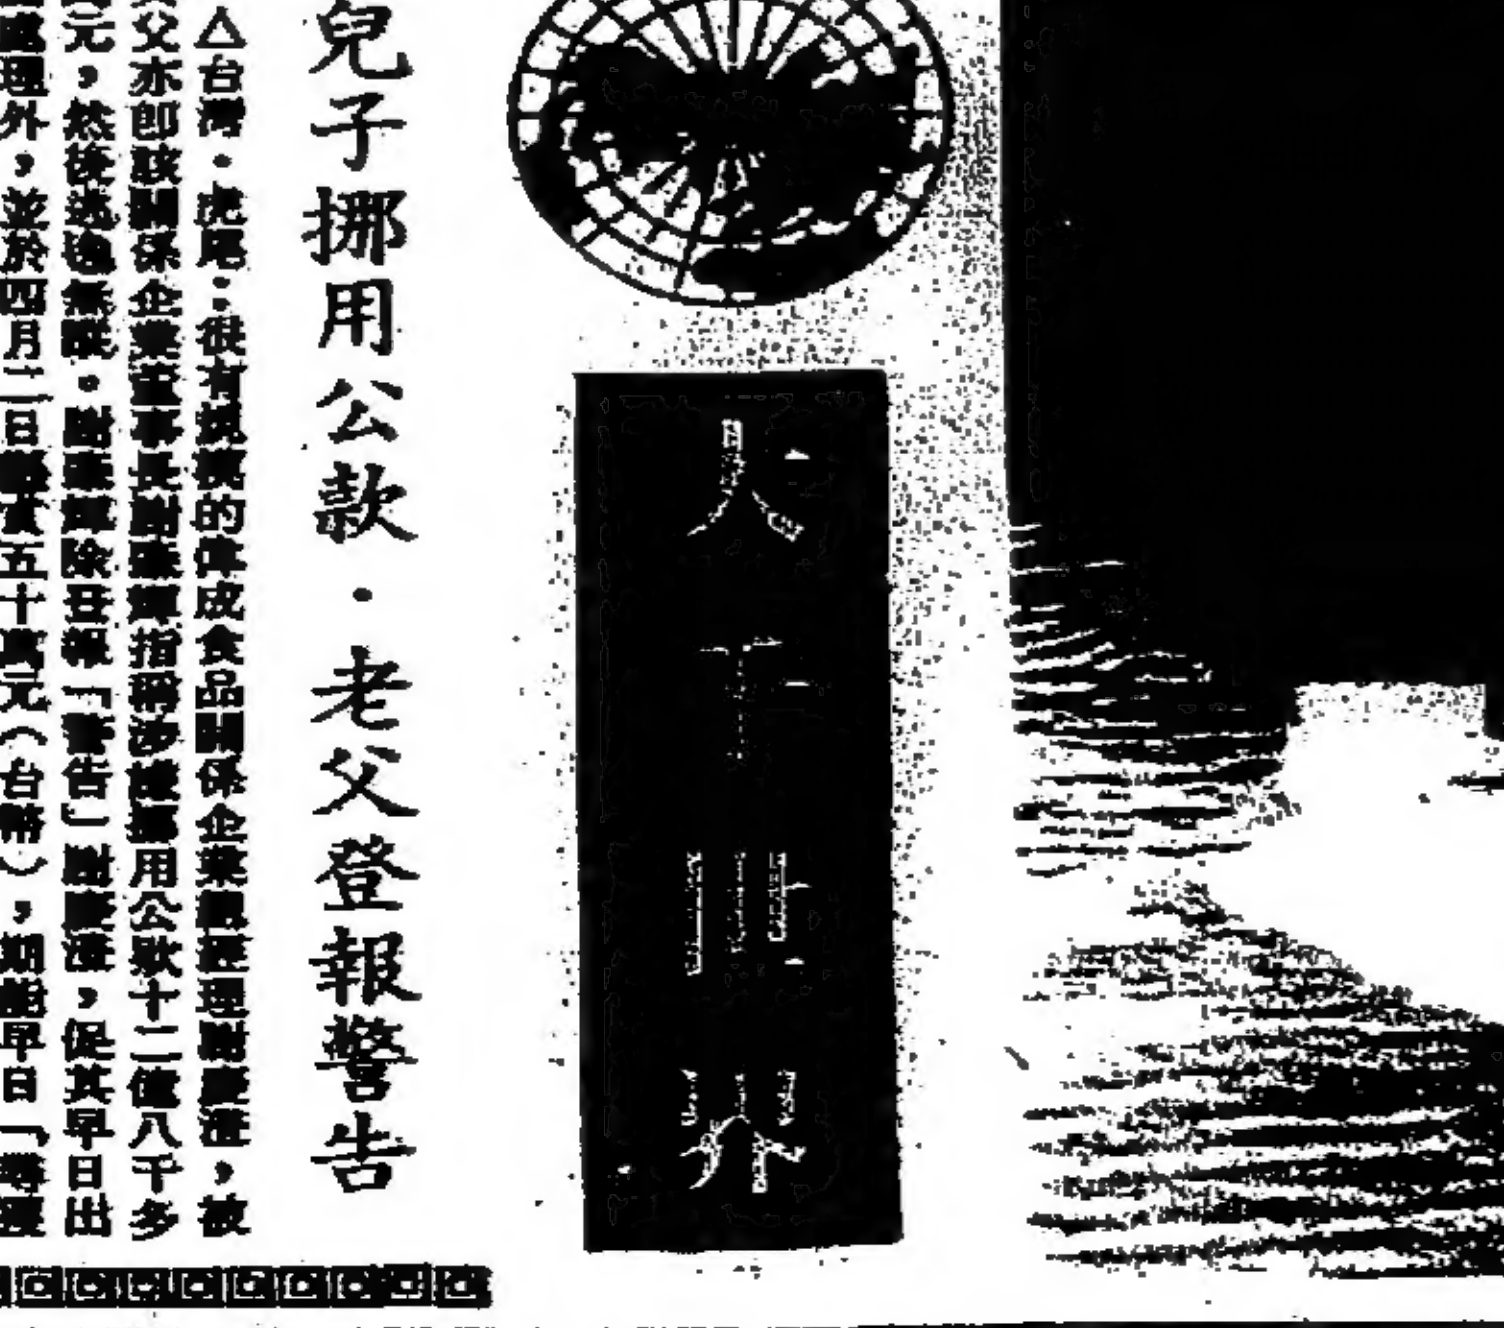 大千世界
兒子挪用公款・老父登報警告
△台灣・虎尾:很有規模的偉成食品關係企業總經理謝慶,被
父亦即該關係企業董事長謝輝指稱涉嫌挪用公款十二億八千多
元,然後逃逸無蹤。謝輝除登報「警告」謝慶,促其早日出
處理外,並於四月十二日懸賞五十萬元(台幣),期能早日「尋獲